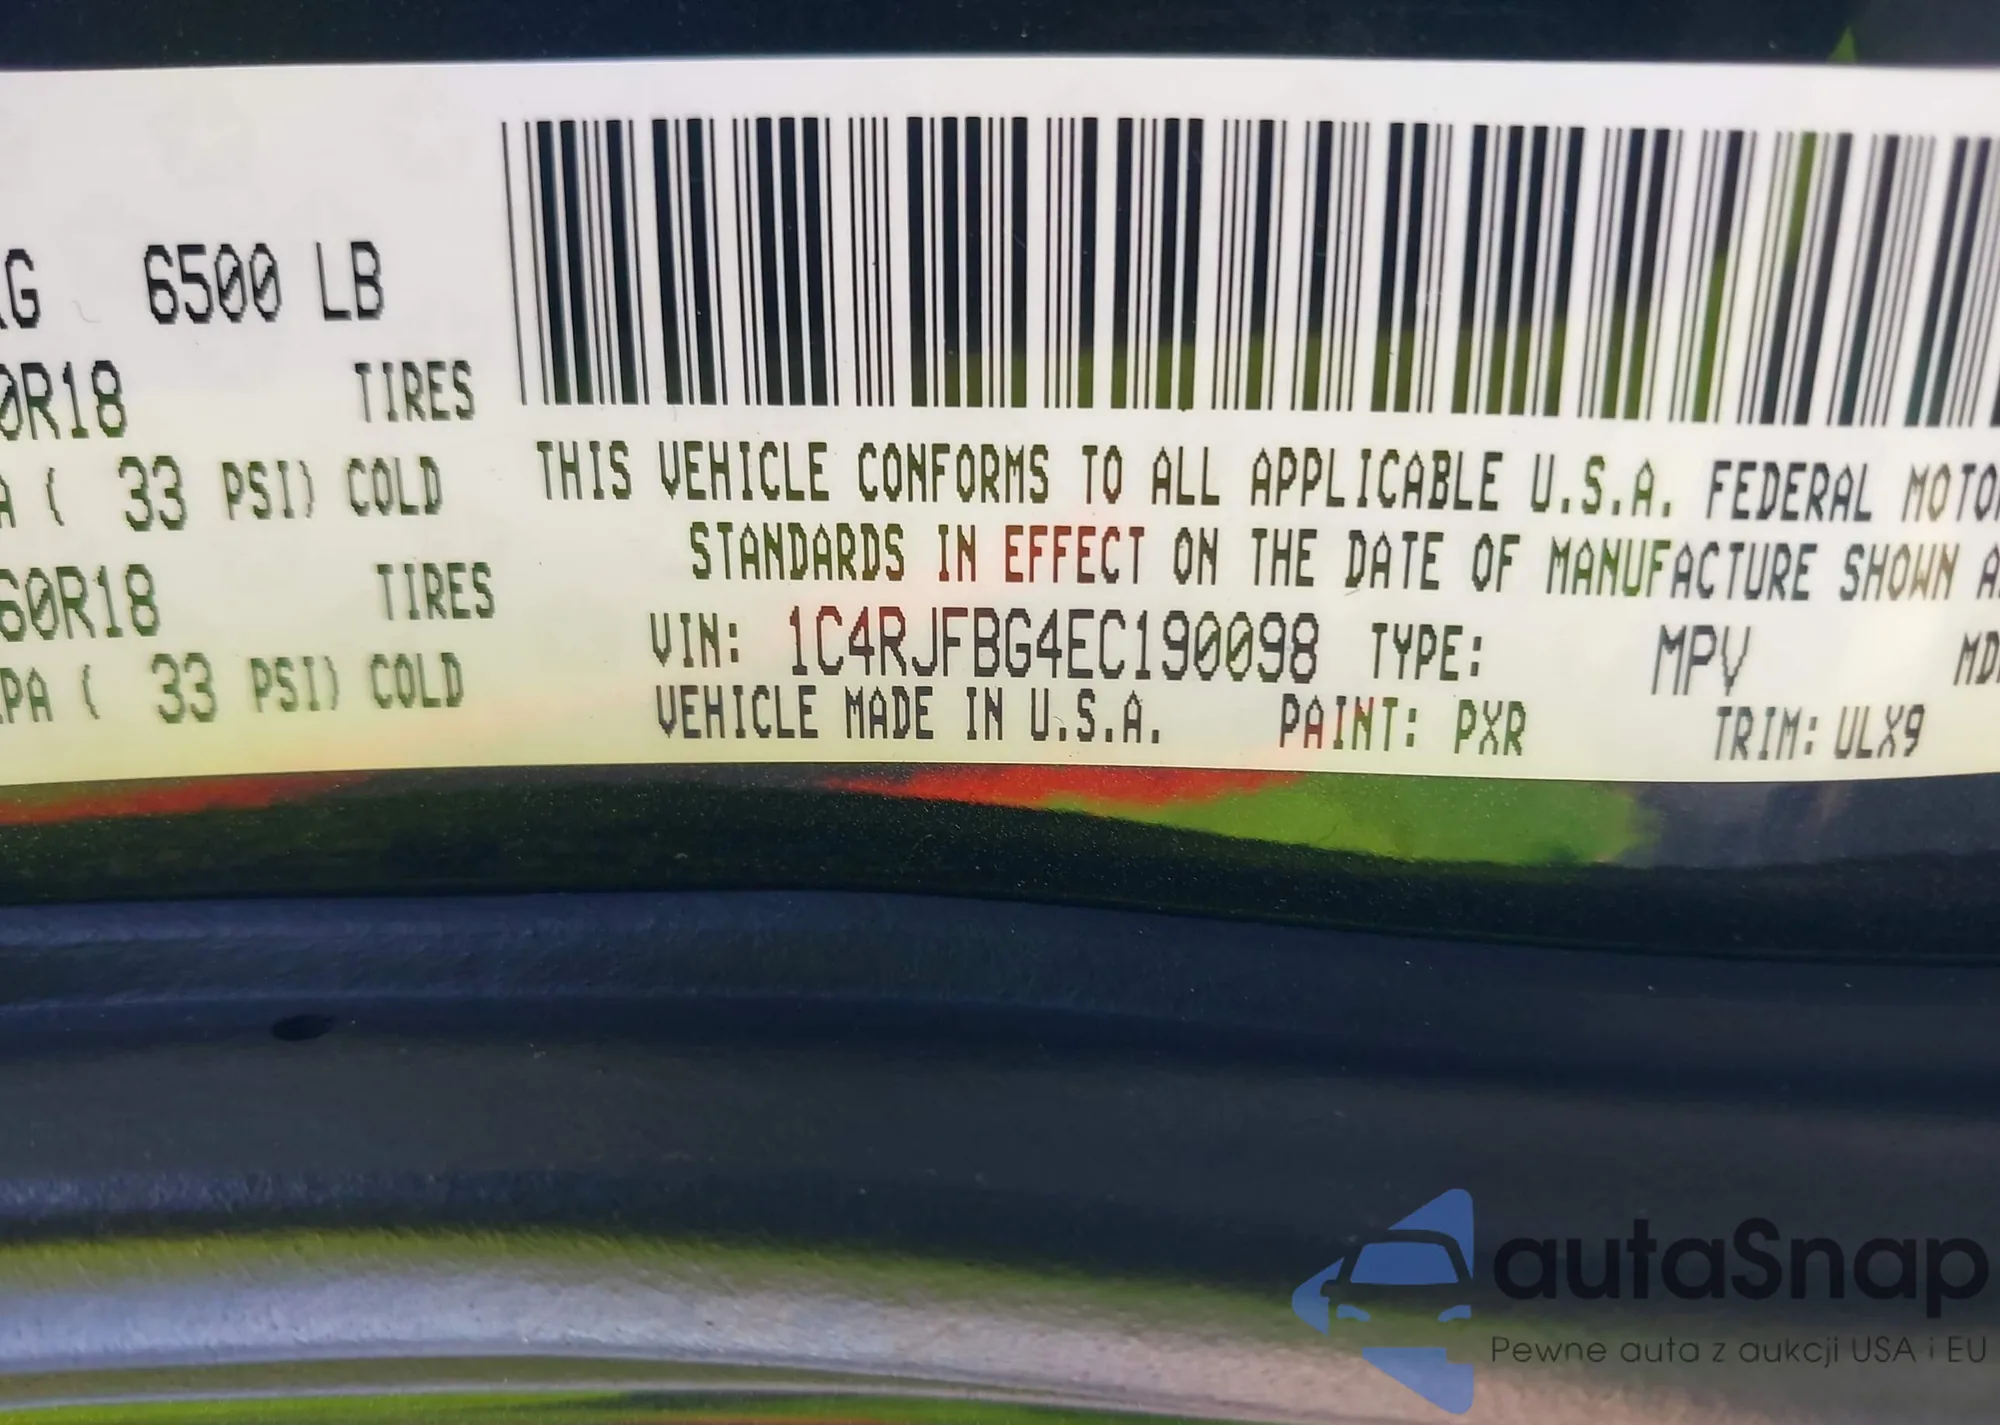 6500 LB
0R18 TIRES
( 33 PSI) COLD
60R18 TIRES
PA ( 33 PSI) COLD
THIS VEHICLE CONFORMS TO ALL APPLICABLE U.S.A. FEDERAL MOTO
STANDARDS IN EFFECT ON THE DATE OF MANUFACTURE SHOWN A
VIN: 1C4RJFBG4EC190098 TYPE: MPV MD
VEHICLE MADE IN U.S.A. PAINT: PXR TRIM: ULX9
autaSnap
Pewne auta z aukcji USA i EU